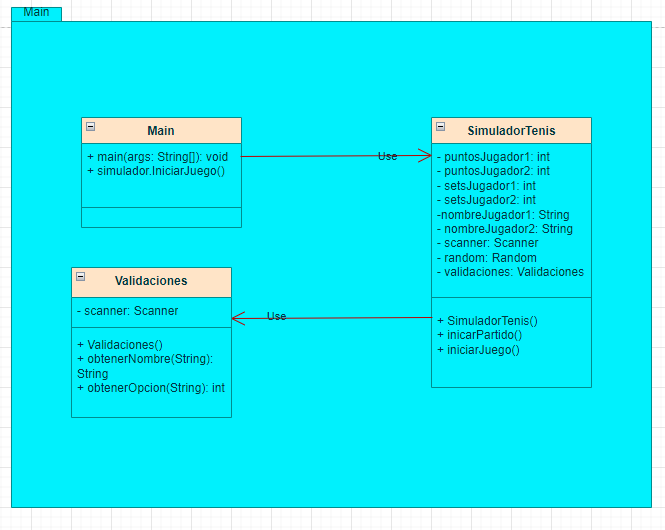 Main
Main
+ main(args: String[]): void
+ simulador.IniciarJuego()
Use
SimuladorTenis
- puntosJugador1: int
- puntosJugador2: int
- setsJugador1: int
- setsJugador2: int
-nombreJugador1: String
- nombreJugador2: String
- scanner: Scanner
- random: Random
- validaciones: Validaciones
+ SimuladorTenis()
+ inicarPartido()
+ iniciarJuego()
Use
Validaciones
- scanner: Scanner
+ Validaciones()
+ obtenerNombre(String):
String
+ obtenerOpcion(String): int